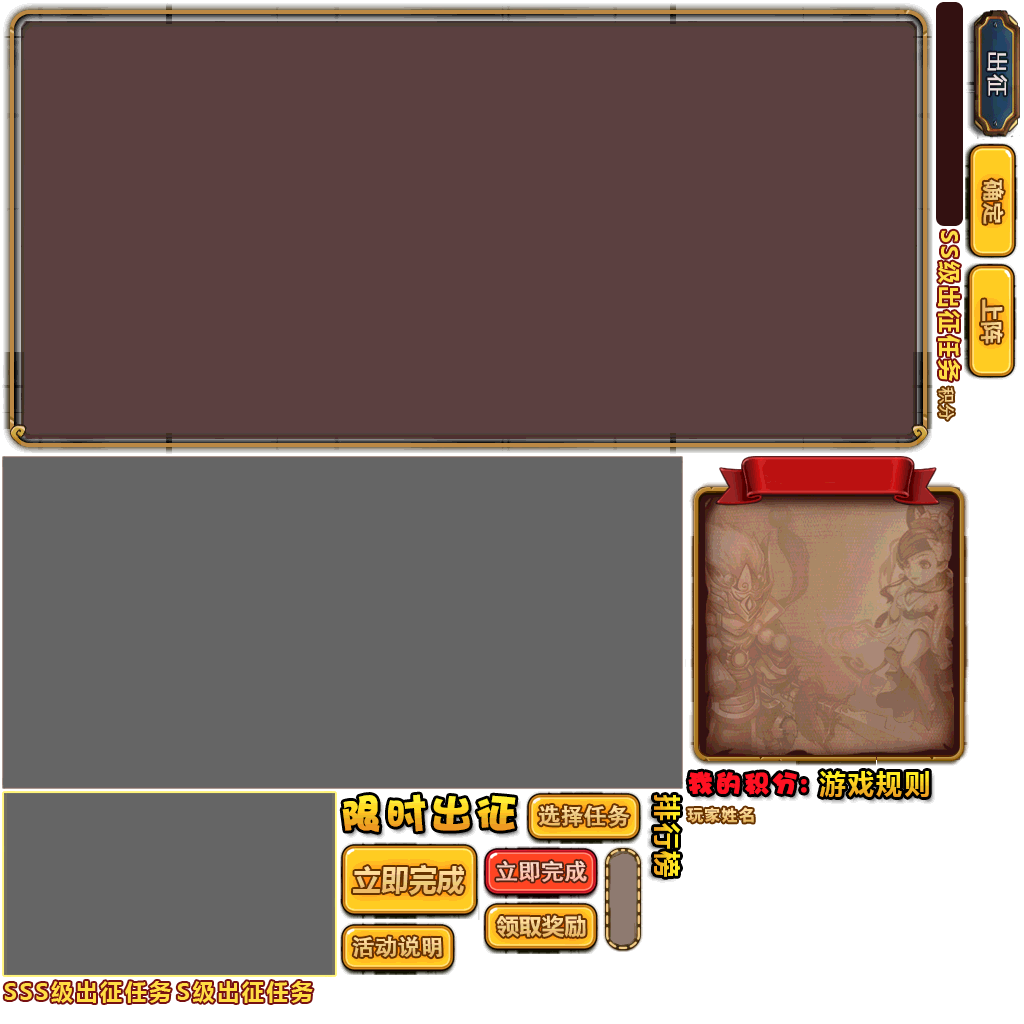 出征
确定
上阵
SS级出征任务
积分
我的积分:
游戏规则
玩家姓名
排行榜
限时出征
选择任务
立即完成
立即完成
领取奖励
活动说明
SSS级出征任务
S级出征任务